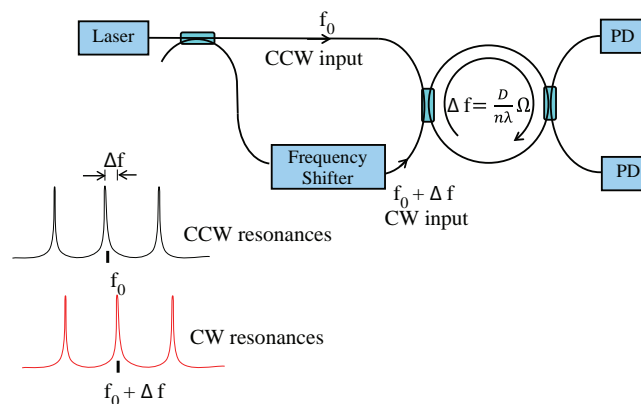 Laser
f₀
CCW input
PD
Δ f = D/nλ Ω
Frequency
Shifter
PD
f₀ + Δ f
CW input
Δf
CCW resonances
f₀
CW resonances
f₀ + Δ f